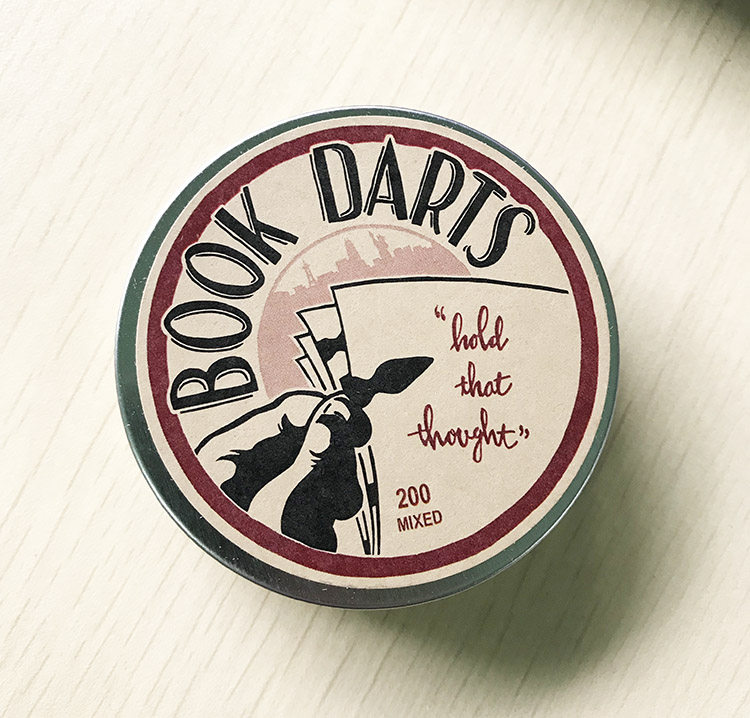 BOOK DARTS
“hold
that
thought”
200
MIXED